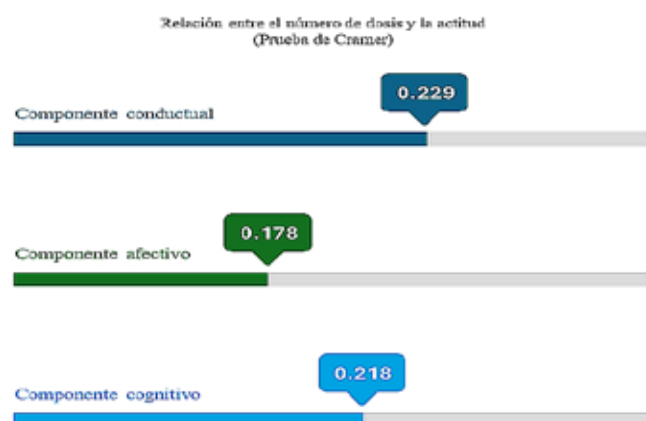 Relación entre el número de dosis y la actitud
(Prueba de Cramer)
0.229
Componente conductual
0.178
Componente afectivo
0.218
Componente cognitivo